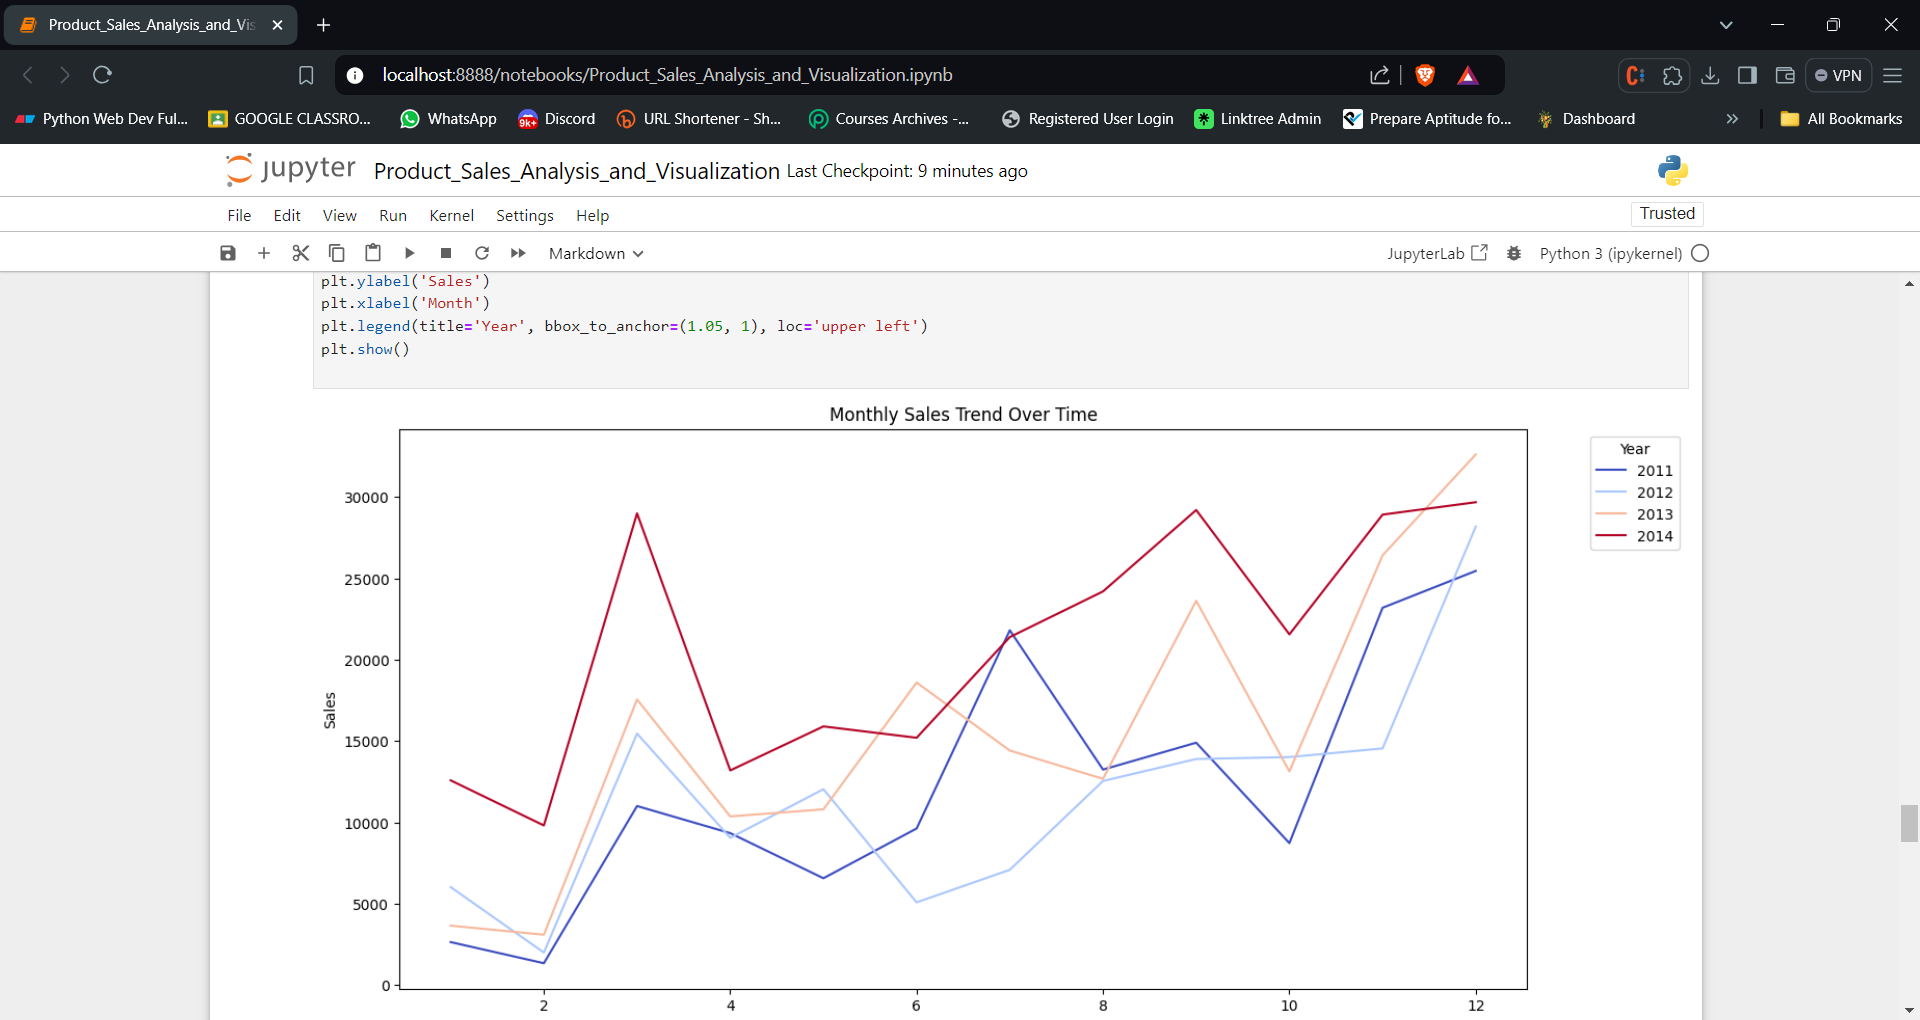 Product_Sales_Analysis_and_Vis
localhost:8888/notebooks/Product_Sales_Analysis_and_Visualization.ipynb
VPN
Python Web Dev Ful...
GOOGLE CLASSRO...
WhatsApp
9k+
Discord
URL Shortener - Sh...
Courses Archives -...
Registered User Login
Linktree Admin
Prepare Aptitude fo...
Dashboard
All Bookmarks
jupyter
Product_Sales_Analysis_and_Visualization Last Checkpoint: 9 minutes ago
File Edit View Run Kernel Settings Help
Trusted
Markdown
JupyterLab
Python 3 (ipykernel)
plt.ylabel('Sales')
plt.xlabel('Month')
plt.legend(title='Year', bbox_to_anchor=(1.05, 1), loc='upper left')
plt.show()
Monthly Sales Trend Over Time
Year
2011
2012
2013
2014
30000
25000
20000
Sales
15000
10000
5000
0
2 4 6 8 10 12